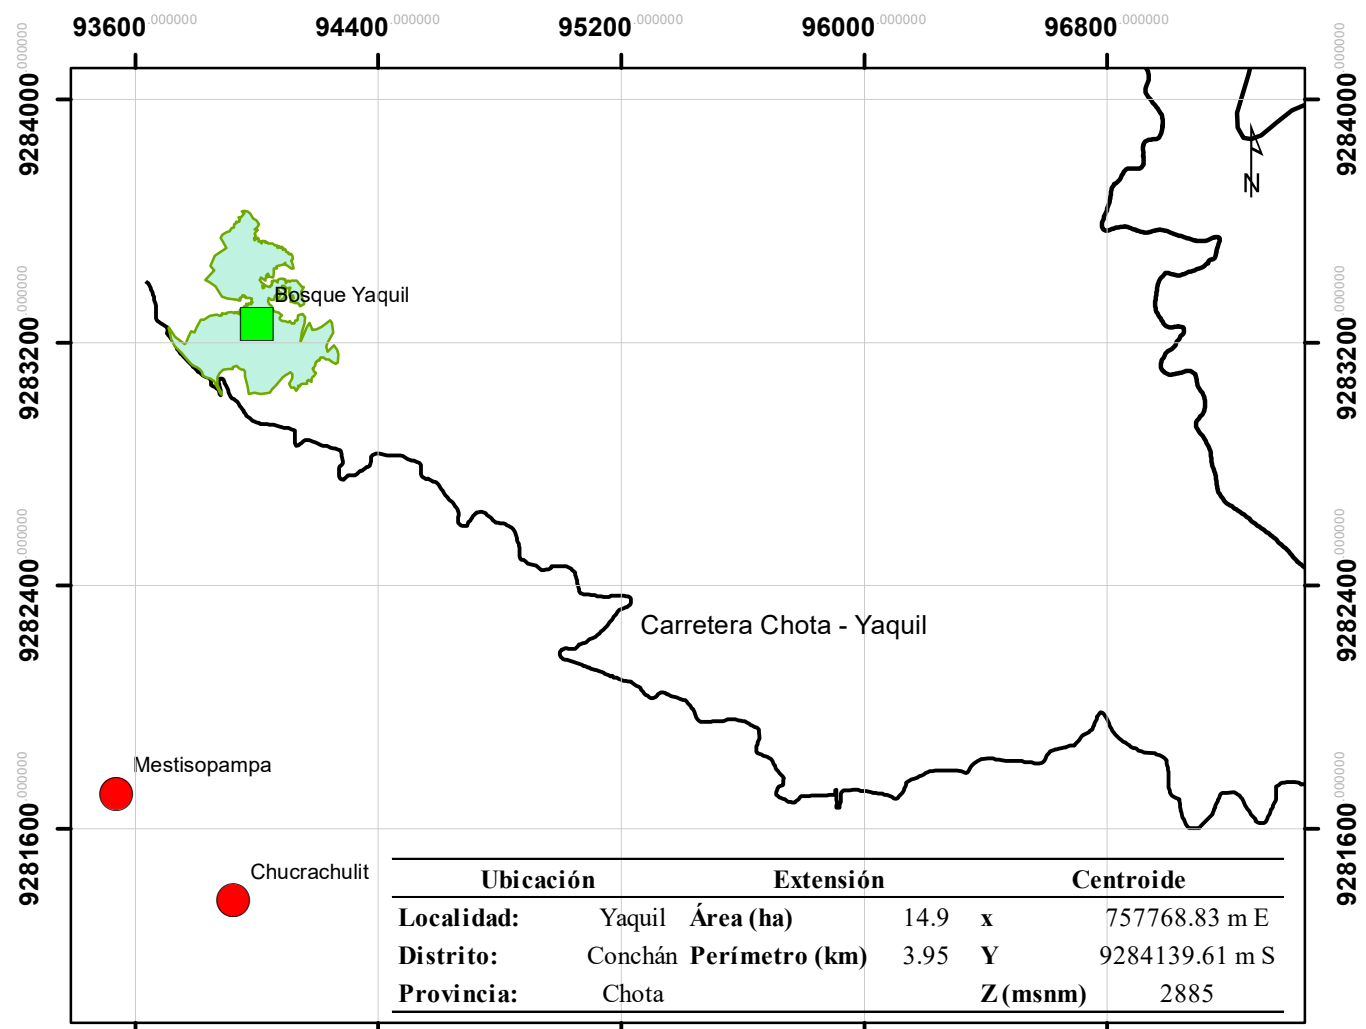 93600.000000 94400.000000 95200.000000 96000.000000 96800.000000
9284000.000000 9284000.000000
N
Bosque Yaquil
9283200.000000 9283200.000000
9282400.000000 9282400.000000
Carretera Chota - Yaquil
Mestisopampa
9281600.000000 9281600.000000
Chucrachulit
Ubicación Extensión Centroide
Localidad: Yaquil Área (ha) 14.9 x 757768.83 m E
Distrito: Conchán Perímetro (km) 3.95 Y 9284139.61 m S
Provincia: Chota Z (msnm) 2885